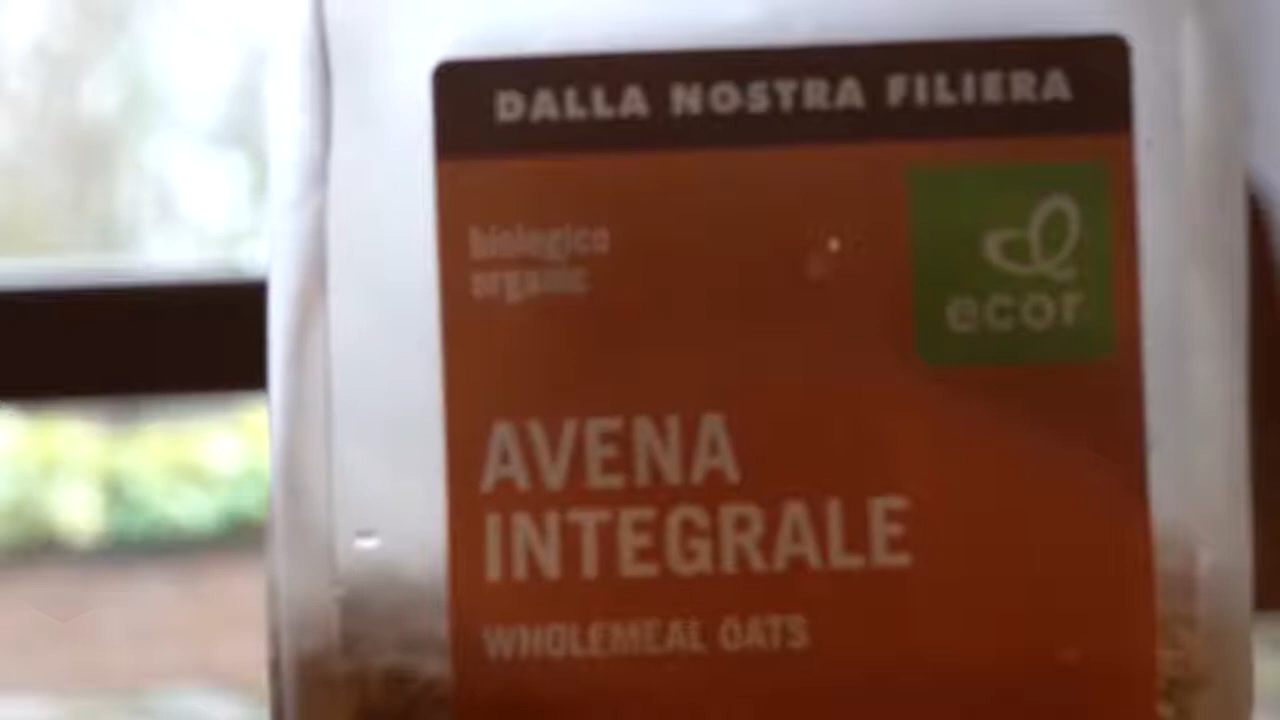 DALLA NOSTRA FILIERA
biologico
organic
ecor
AVENA
INTEGRALE
WHOLEMEAL OATS